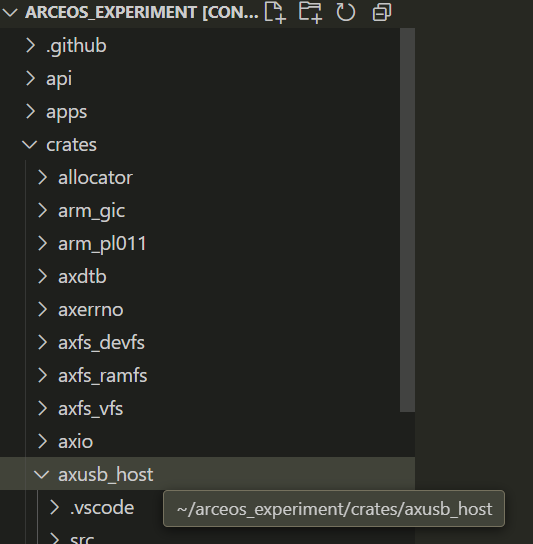 ARCEOS_EXPERIMENT [CON...
.github
api
apps
crates
allocator
arm_gic
arm_pl011
axdtb
axerrno
axfs_devfs
axfs_ramfs
axfs_vfs
axio
axusb_host
.vscode
~/arceos_experiment/crates/axusb_host
src